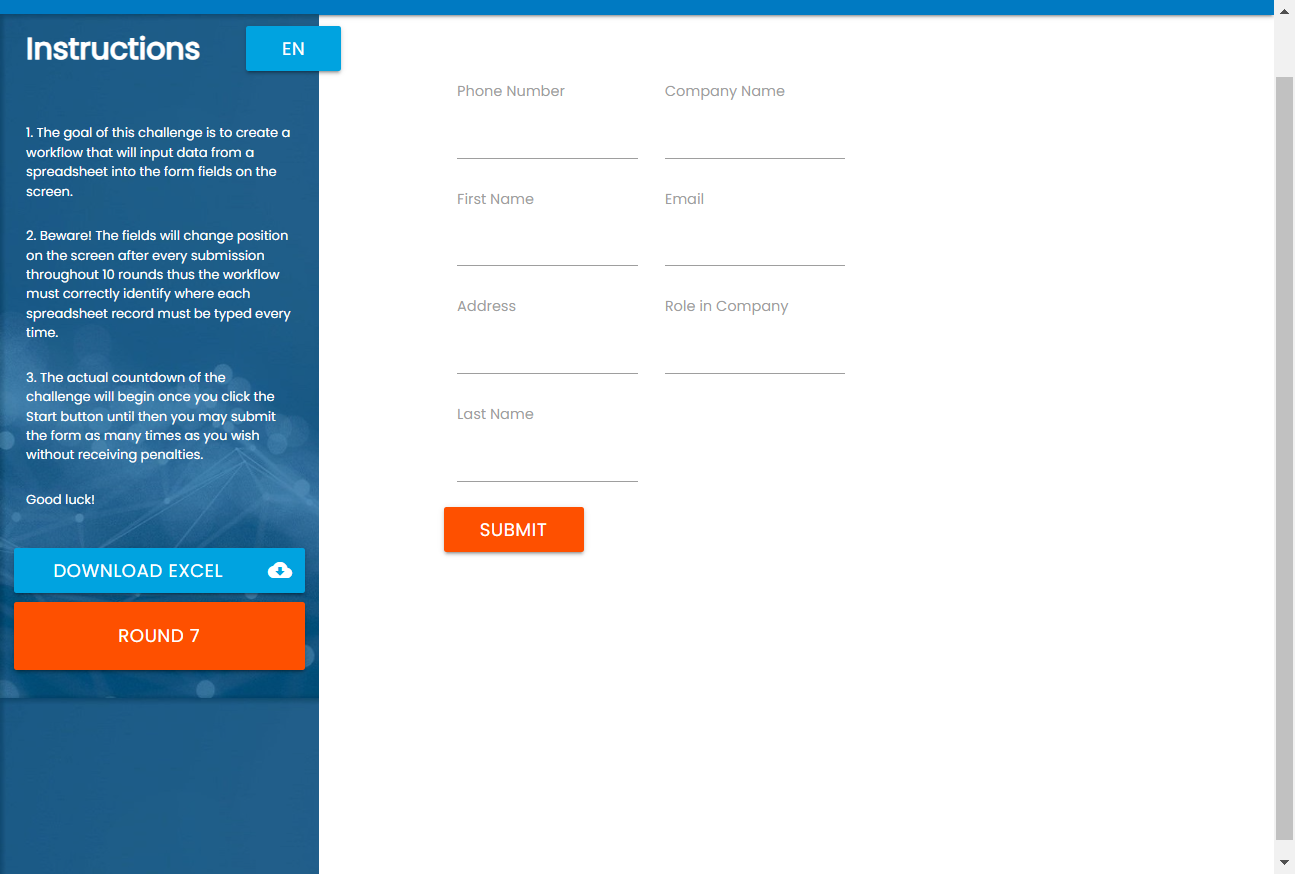 Instructions
EN
1. The goal of this challenge is to create a
workflow that will input data from a
spreadsheet into the form fields on the
screen.
2. Beware! The fields will change position
on the screen after every submission
throughout 10 rounds thus the workflow
must correctly identify where each
spreadsheet record must be typed every
time.
3. The actual countdown of the
challenge will begin once you click the
Start button until then you may submit
the form as many times as you wish
without receiving penalties.
Good luck!
DOWNLOAD EXCEL
ROUND 7
Phone Number
Company Name
First Name
Email
Address
Role in Company
Last Name
SUBMIT